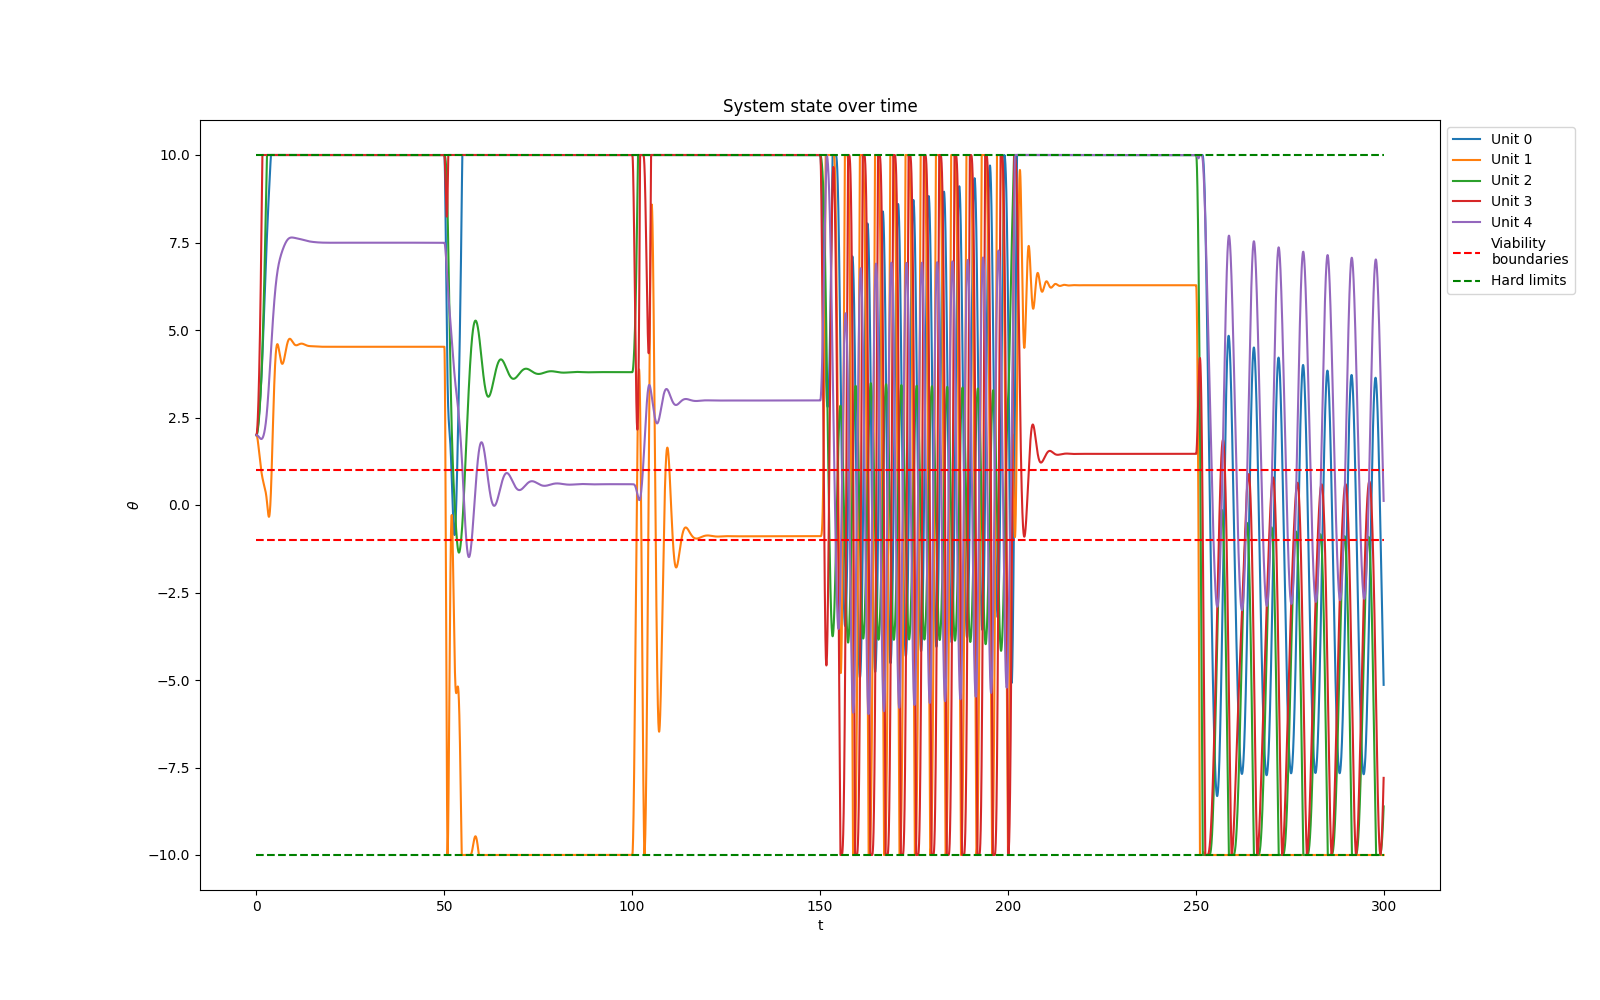 System state over time
10.0
7.5
5.0
2.5
0.0
−2.5
−5.0
−7.5
−10.0
θ
0
50
100
150
200
250
300
t
Unit 0
Unit 1
Unit 2
Unit 3
Unit 4
Viability
boundaries
Hard limits